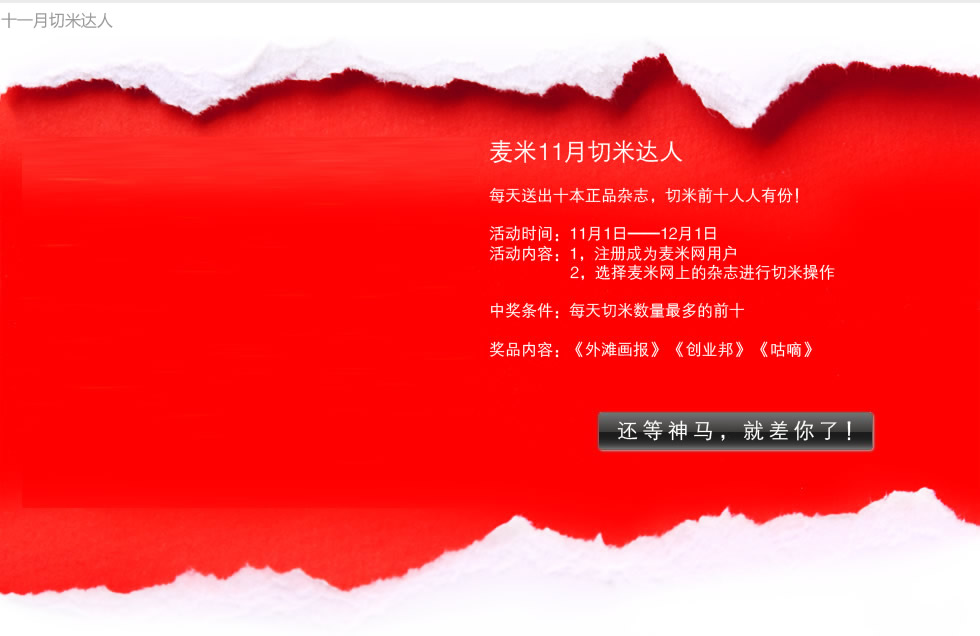 十一月切米达人
麦米11月切米达人
每天送出十本正品杂志，切米前十人人有份！
活动时间：11月1日——12月1日
活动内容：1，注册成为麦米网用户
2，选择麦米网上的杂志进行切米操作
中奖条件：每天切米数量最多的前十
奖品内容：《外滩画报》《创业邦》《咕嘀》
还等神马，就差你了！